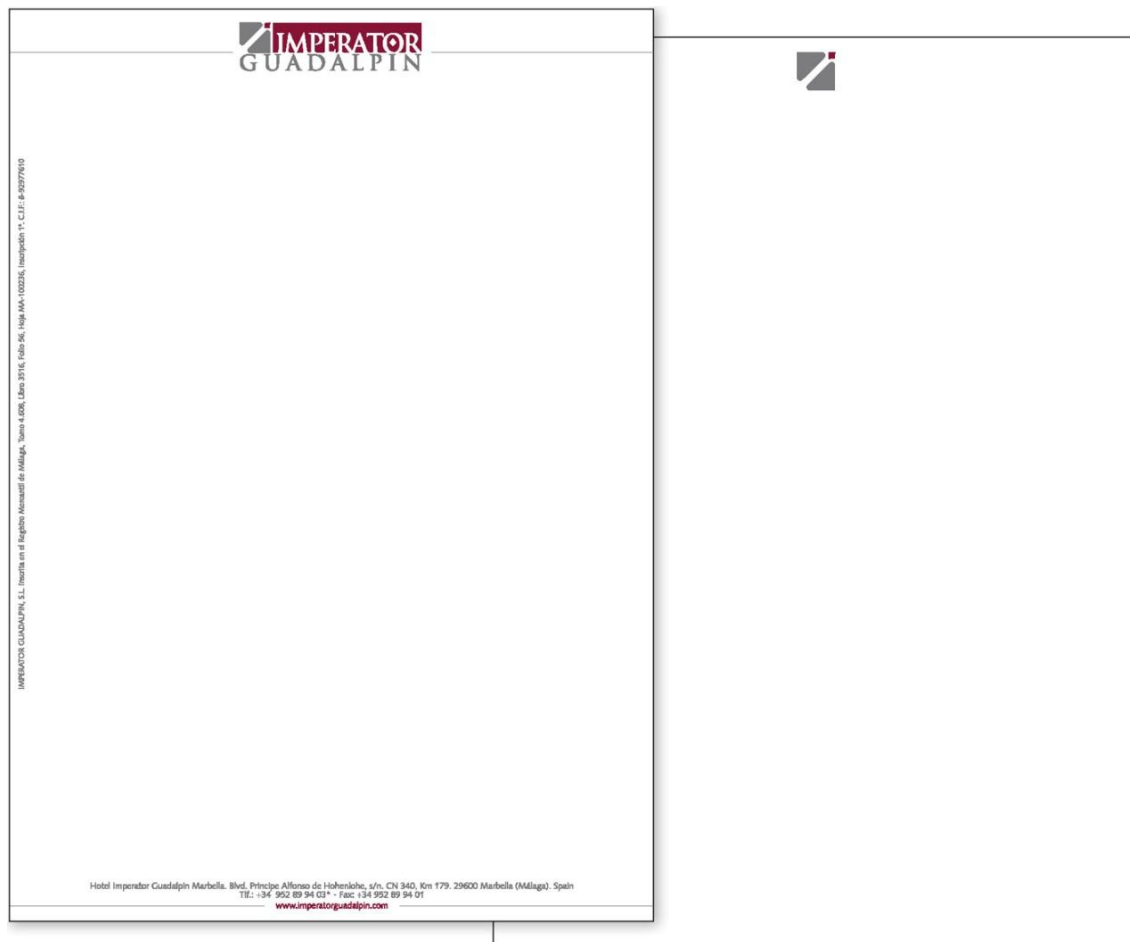 IMPERATOR
GUADALPIN
IMPERATOR GUADALPIN, S.L. Inscrita en el Registro Mercantil de Málaga, Tomo 4.608, Libro 3516, Folio 56, Hoja MA-100236, Inscripción 1ª. C.I.F.: B-92977610
Hotel Imperator Guadalpin Marbella. Blvd. Principe Alfonso de Hohenlohe, s/n. CN 340, Km 179. 29600 Marbella (Málaga). Spain
Tlf.: +34 952 89 94 03* - Fax: +34 952 89 94 01
www.imperatorguadalpin.com